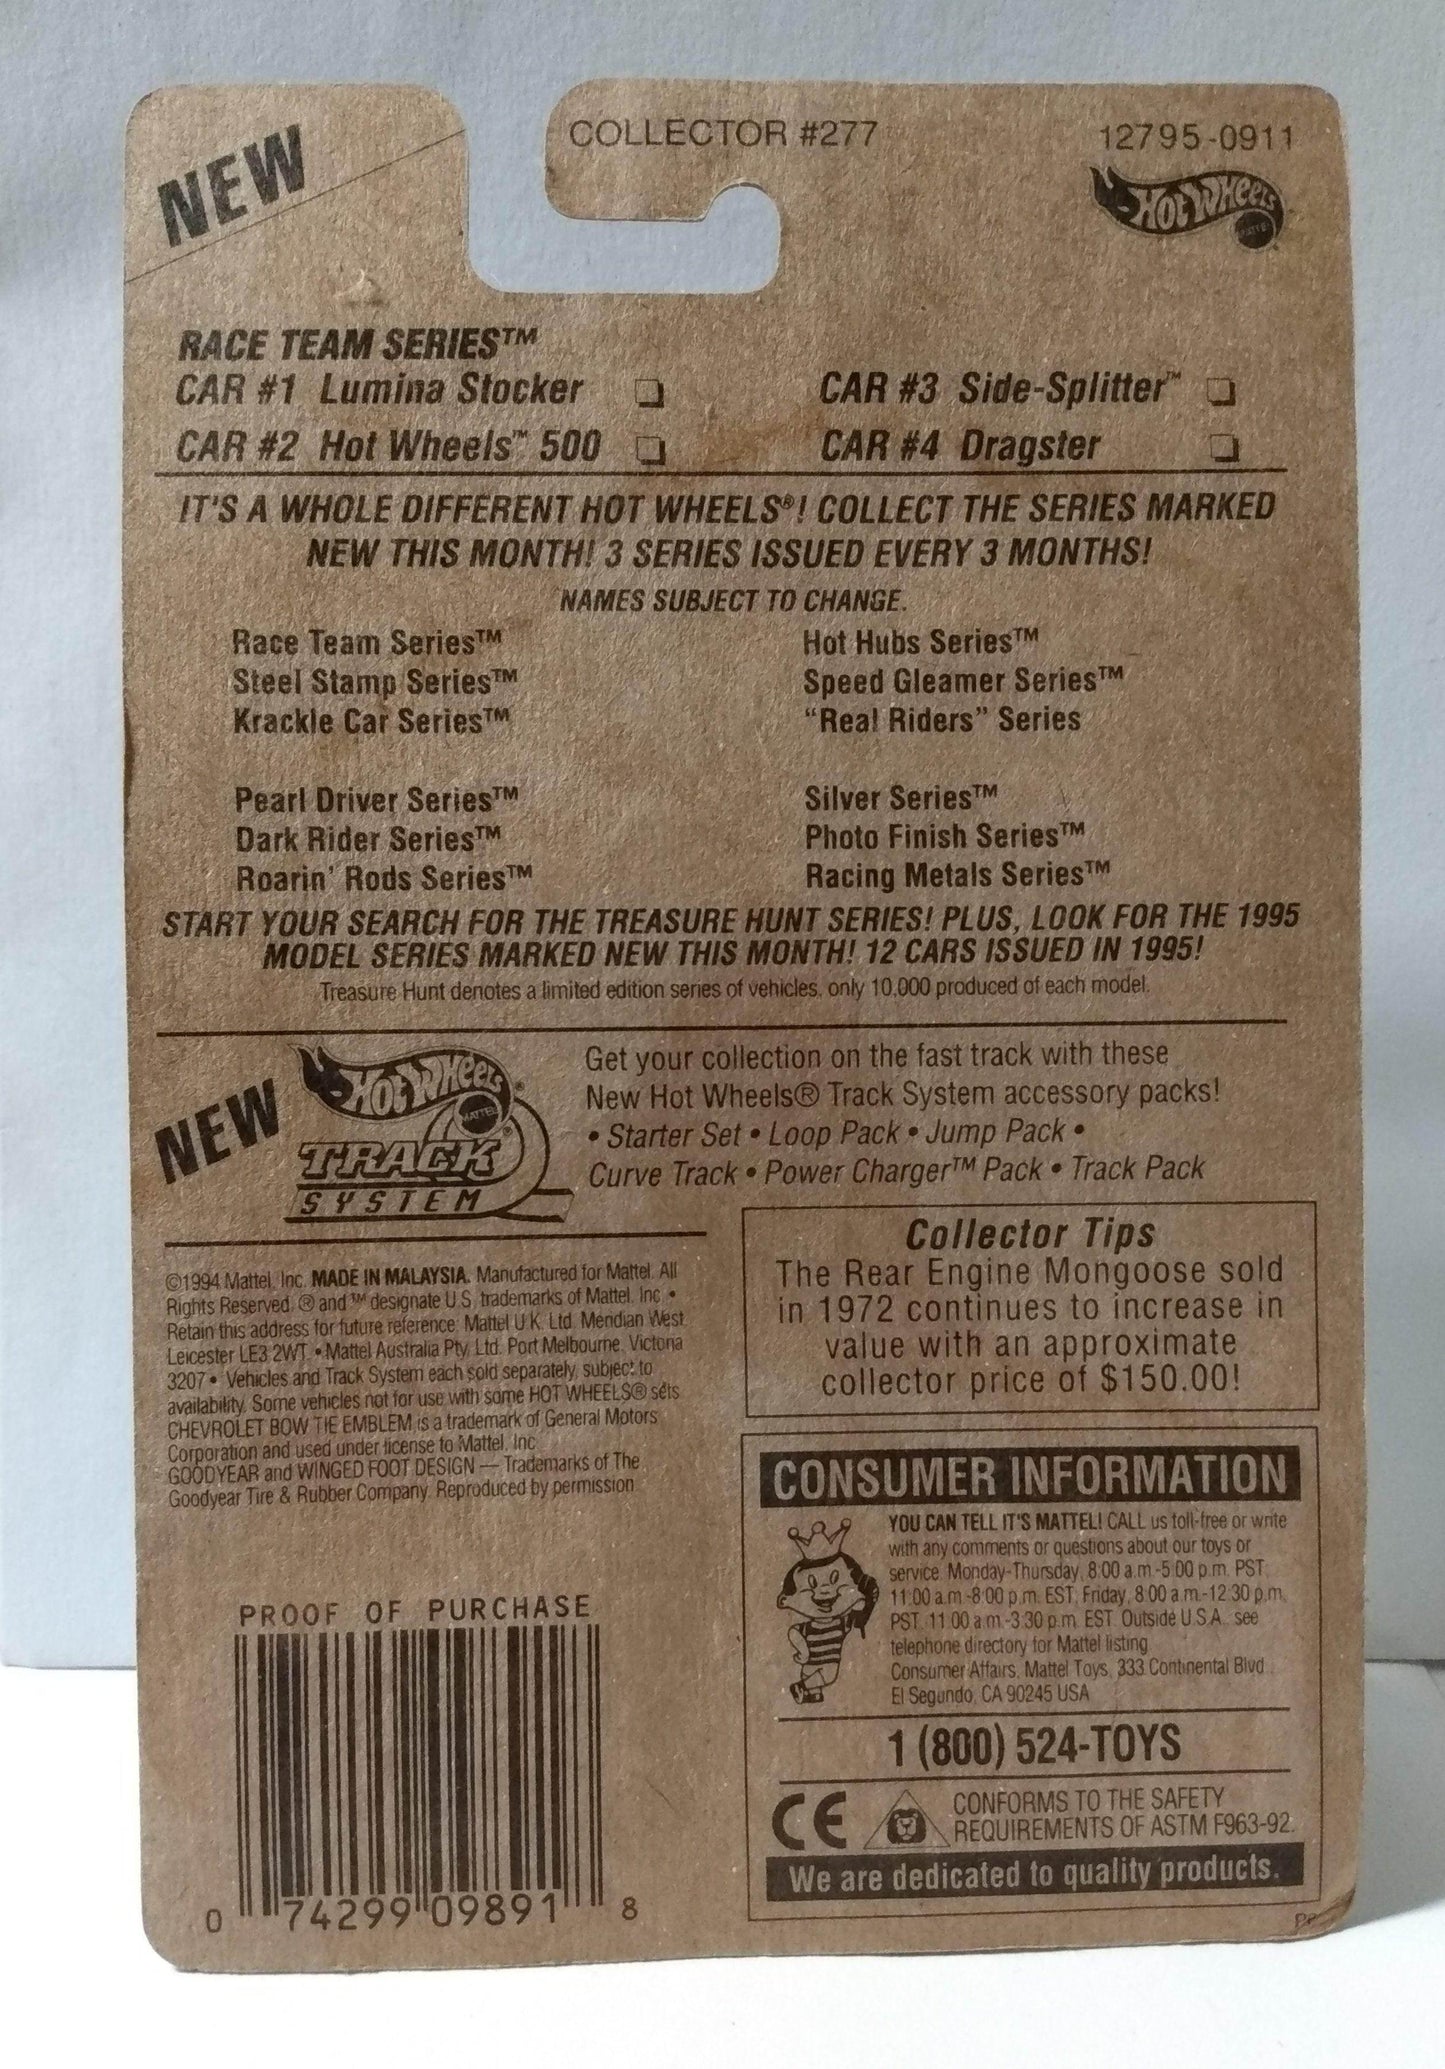 NEW
COLLECTOR #277
12795-0911
HOT WHEELS
MATTEL
RACE TEAM SERIES™
CAR #1 Lumina Stocker ❏
CAR #2 Hot Wheels™ 500 ❏
CAR #3 Side-Splitter™ ❏
CAR #4 Dragster ❏
IT'S A WHOLE DIFFERENT HOT WHEELS®! COLLECT THE SERIES MARKED
NEW THIS MONTH! 3 SERIES ISSUED EVERY 3 MONTHS!
NAMES SUBJECT TO CHANGE.
Race Team Series™
Steel Stamp Series™
Krackle Car Series™
Hot Hubs Series™
Speed Gleamer Series™
"Real Riders" Series
Pearl Driver Series™
Dark Rider Series™
Roarin' Rods Series™
Silver Series™
Photo Finish Series™
Racing Metals Series™
START YOUR SEARCH FOR THE TREASURE HUNT SERIES! PLUS, LOOK FOR THE 1995
MODEL SERIES MARKED NEW THIS MONTH! 12 CARS ISSUED IN 1995!
Treasure Hunt denotes a limited edition series of vehicles, only 10,000 produced of each model.
NEW
HOT WHEELS®
MATTEL
TRACK®
SYSTEM
Get your collection on the fast track with these
New Hot Wheels® Track System accessory packs!
• Starter Set • Loop Pack • Jump Pack •
Curve Track • Power Charger™ Pack • Track Pack
©1994 Mattel, Inc. MADE IN MALAYSIA. Manufactured for Mattel. All
Rights Reserved. ® and ™ designate U.S. trademarks of Mattel, Inc. •
Retain this address for future reference: Mattel U.K. Ltd. Meridian West
Leicester LE3 2WT • Mattel Australia Pty. Ltd. Port Melbourne, Victoria
3207 • Vehicles and Track System each sold separately, subject to
availability. Some vehicles not for use with some HOT WHEELS® sets.
CHEVROLET BOW TIE EMBLEM is a trademark of General Motors
Corporation and used under license to Mattel, Inc.
GOODYEAR and WINGED FOOT DESIGN — Trademarks of The
Goodyear Tire & Rubber Company. Reproduced by permission.
Collector Tips
The Rear Engine Mongoose sold
in 1972 continues to increase in
value with an approximate
collector price of $150.00!
CONSUMER INFORMATION
YOU CAN TELL IT'S MATTEL! CALL us toll-free or write
with any comments or questions about our toys or
service. Monday-Thursday, 8:00 a.m.-5:00 p.m. PST;
11:00 a.m.-8:00 p.m. EST; Friday, 8:00 a.m.-12:30 p.m.
PST; 11:00 a.m.-3:30 p.m. EST. Outside U.S.A., see
telephone directory for Mattel listing.
Consumer Affairs, Mattel Toys, 333 Continental Blvd.,
El Segundo, CA 90245 USA
1 (800) 524-TOYS
CE
CONFORMS TO THE SAFETY
REQUIREMENTS OF ASTM F963-92.
We are dedicated to quality products.
PROOF OF PURCHASE
0 74299 09891 8